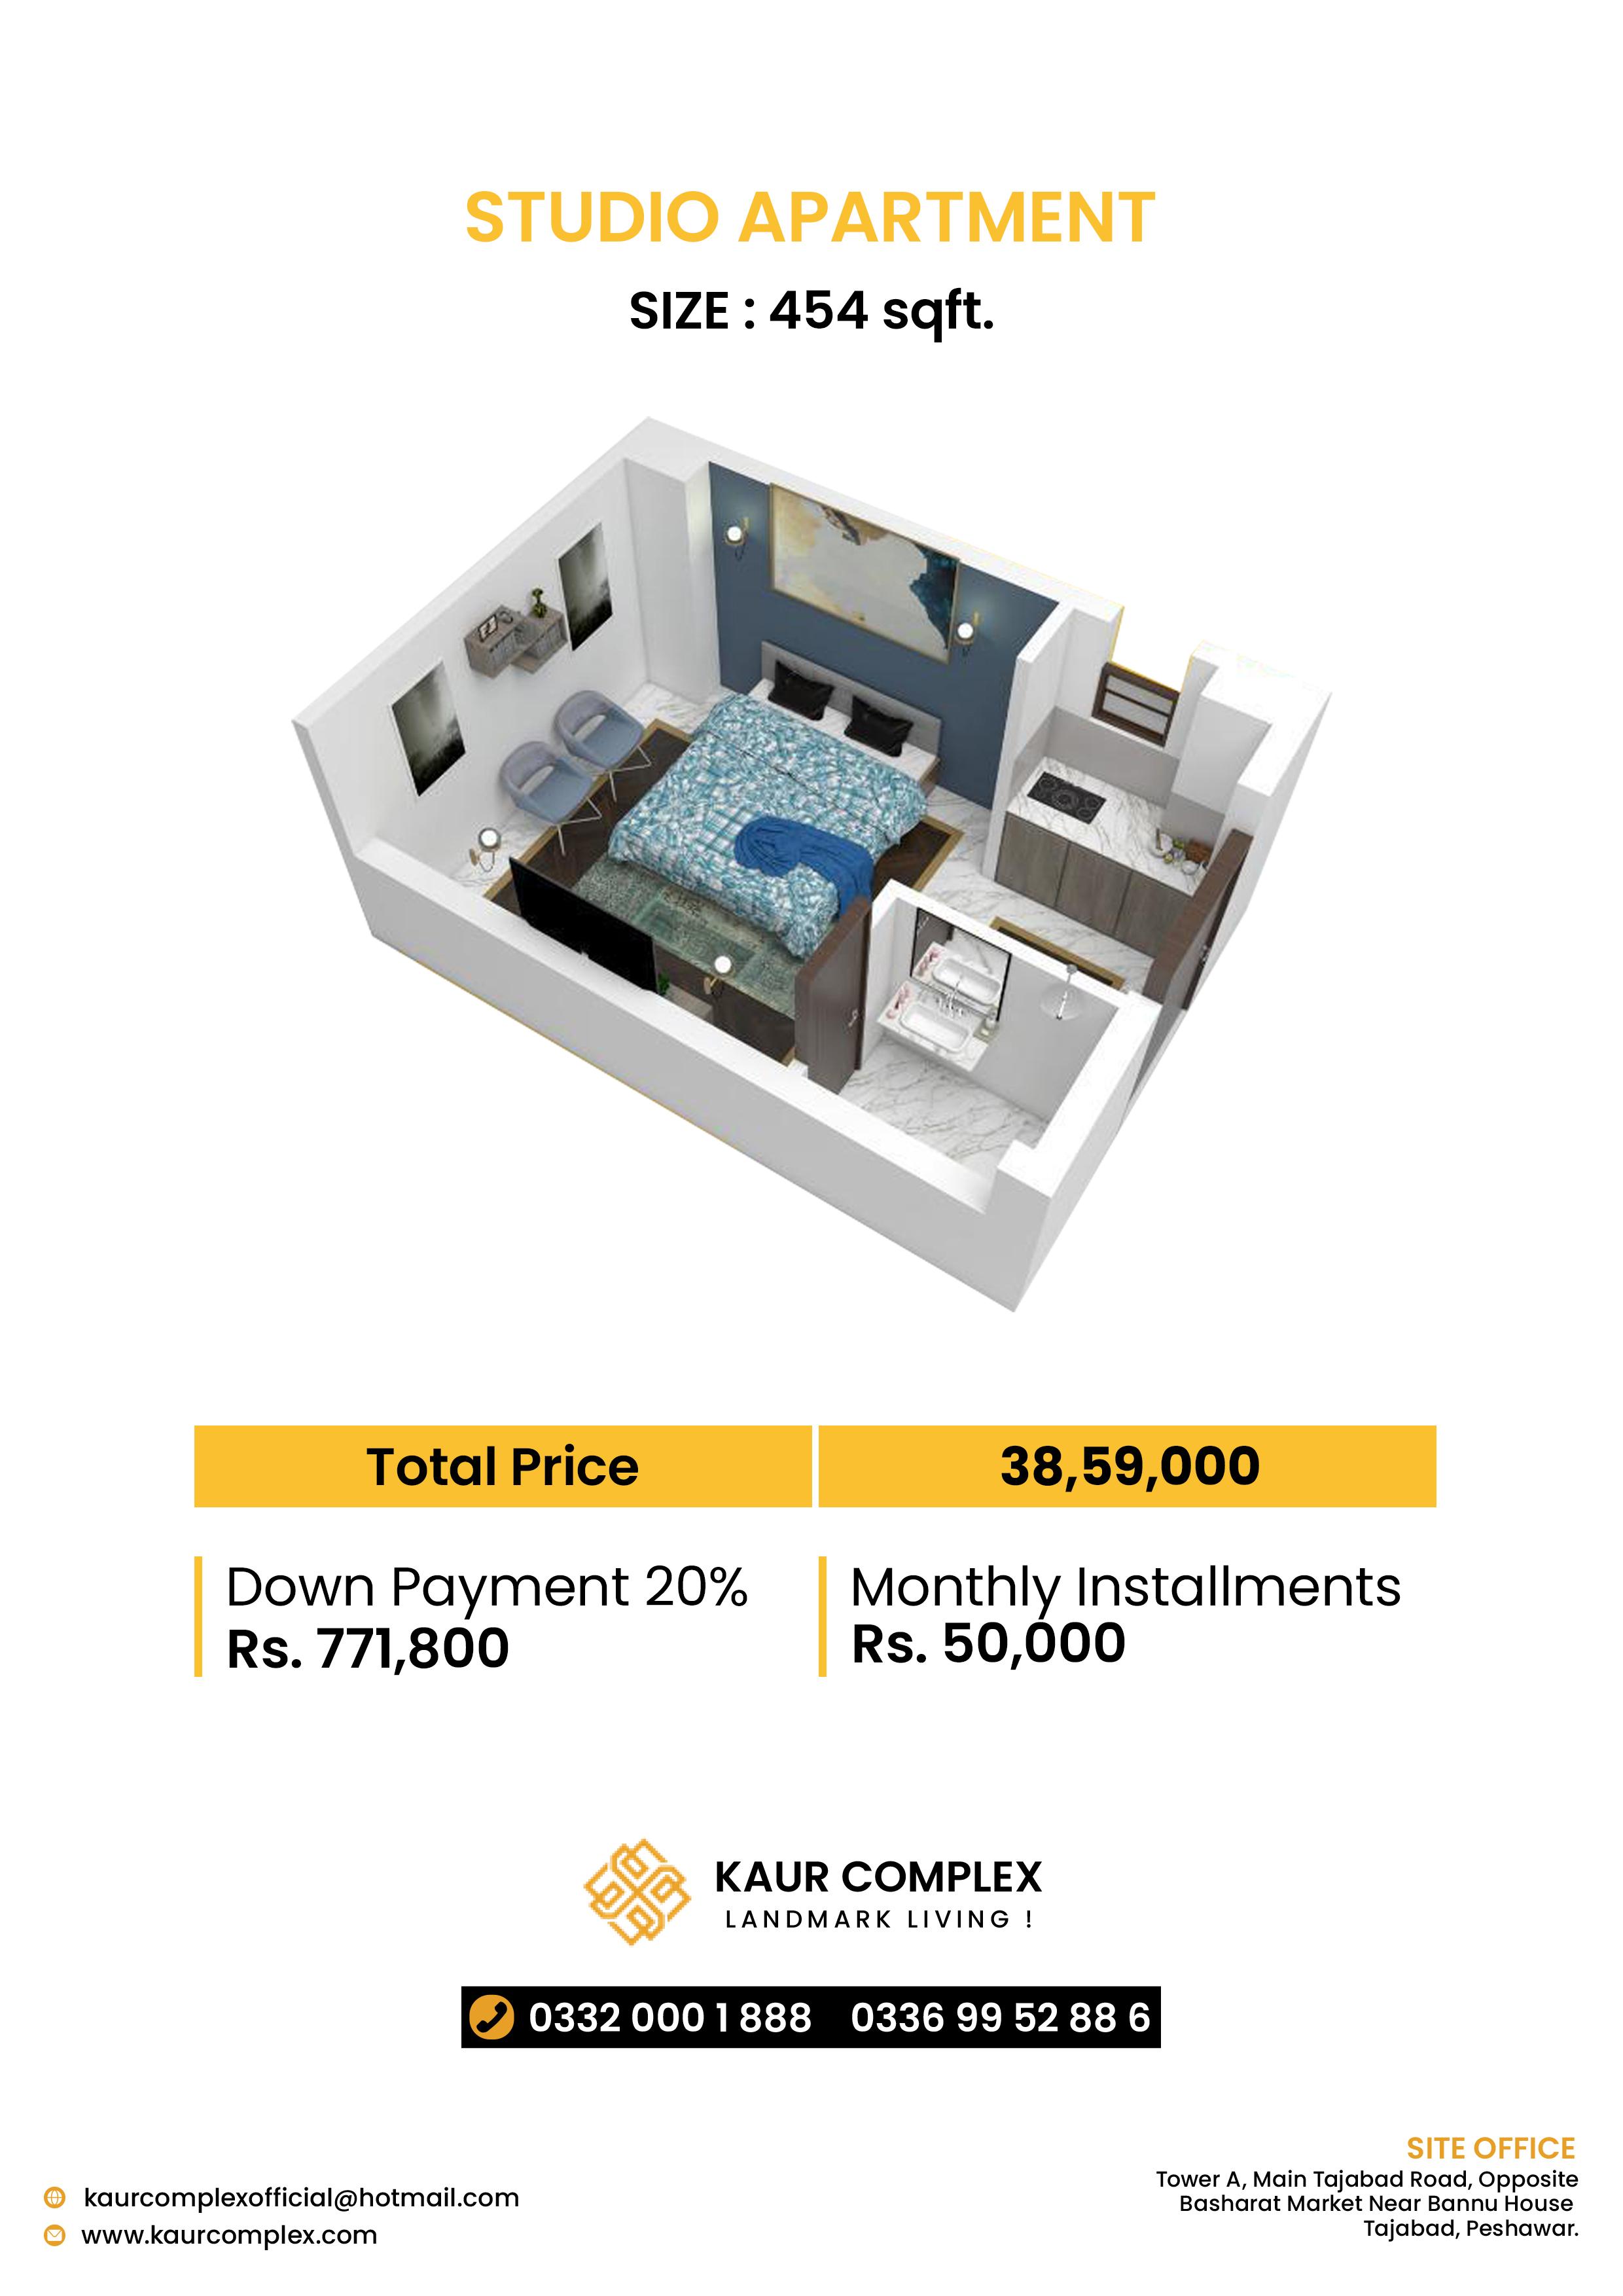 STUDIO APARTMENT
SIZE : 454 sqft.
Total Price
38,59,000
Down Payment 20%
Rs. 771,800
Monthly Installments
Rs. 50,000
KAUR COMPLEX
LANDMARK LIVING !
0332 000 1 888 0336 99 52 88 6
kaurcomplexofficial@hotmail.com
www.kaurcomplex.com
SITE OFFICE
Tower A, Main Tajabad Road, Opposite
Basharat Market Near Bannu House
Tajabad, Peshawar.